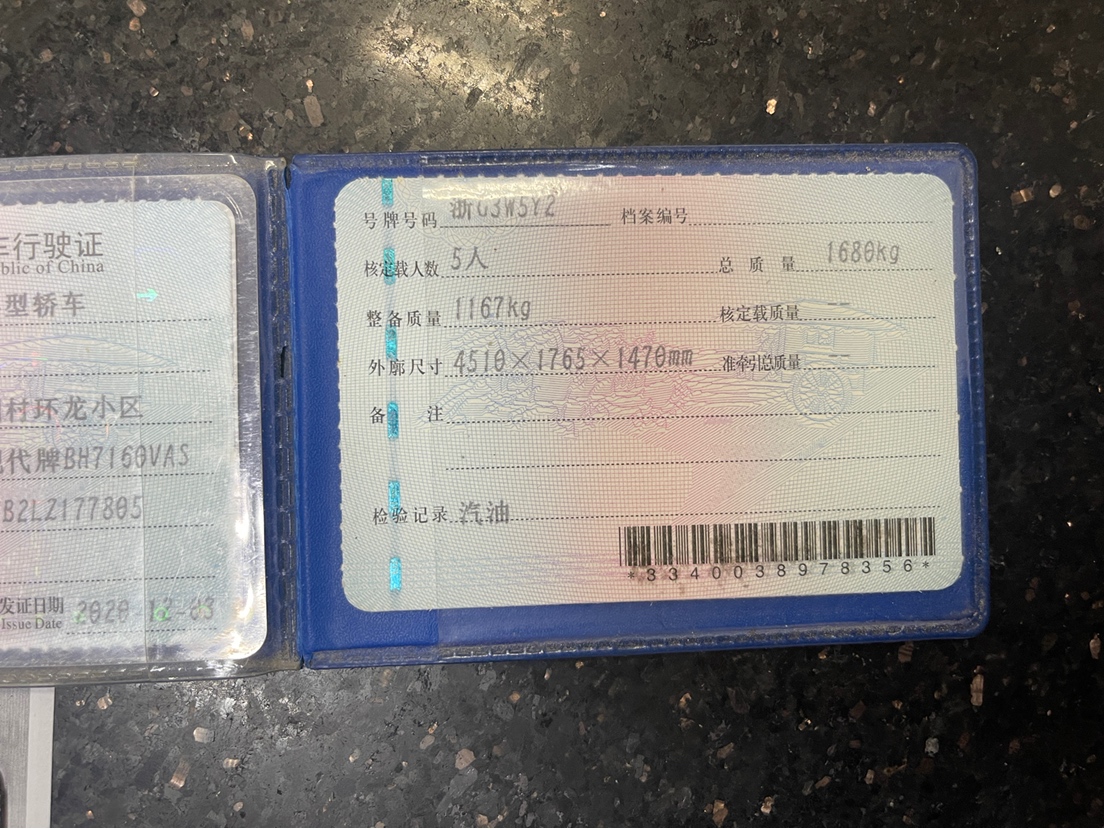 行驶证
blic of China
型轿车
村环龙小区
代牌BH7160VAS
B2LZ177805
发证日期 2020-12-03
Issue Date
号牌号码 浙G3W5Y2 档案编号
核定载人数 5人 总质量 1680kg
整备质量 1167kg 核定载质量 --
外廓尺寸 4510×1765×1470mm 准牵引总质量 --
备注
检验记录 汽油
*3340038978356*